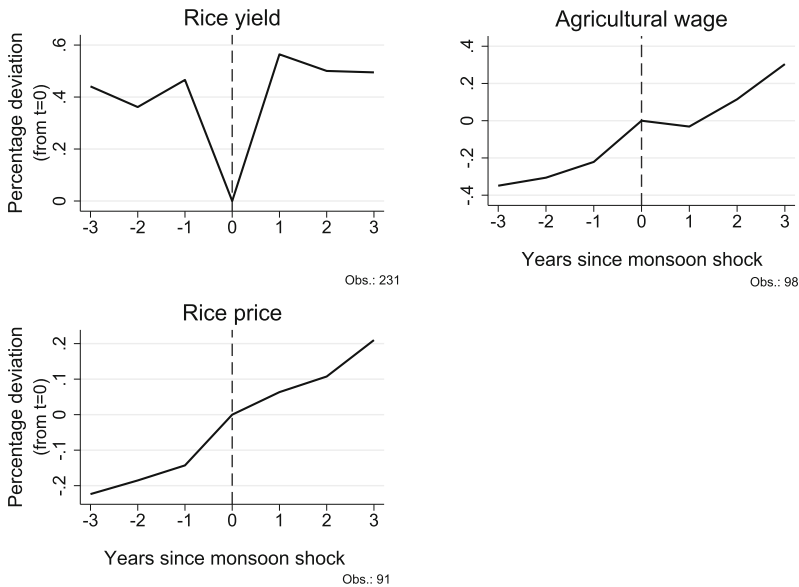 Rice yield
Percentage deviation
(from t=0)
.6
.4
.2
0
-3 -2 -1 0 1 2 3
Obs.: 231
Agricultural wage
.4
.2
0
-.2
-.4
-3 -2 -1 0 1 2 3
Years since monsoon shock
Obs.: 98
Rice price
Percentage deviation
(from t=0)
.2
.1
0
-.1
-.2
-3 -2 -1 0 1 2 3
Years since monsoon shock
Obs.: 91